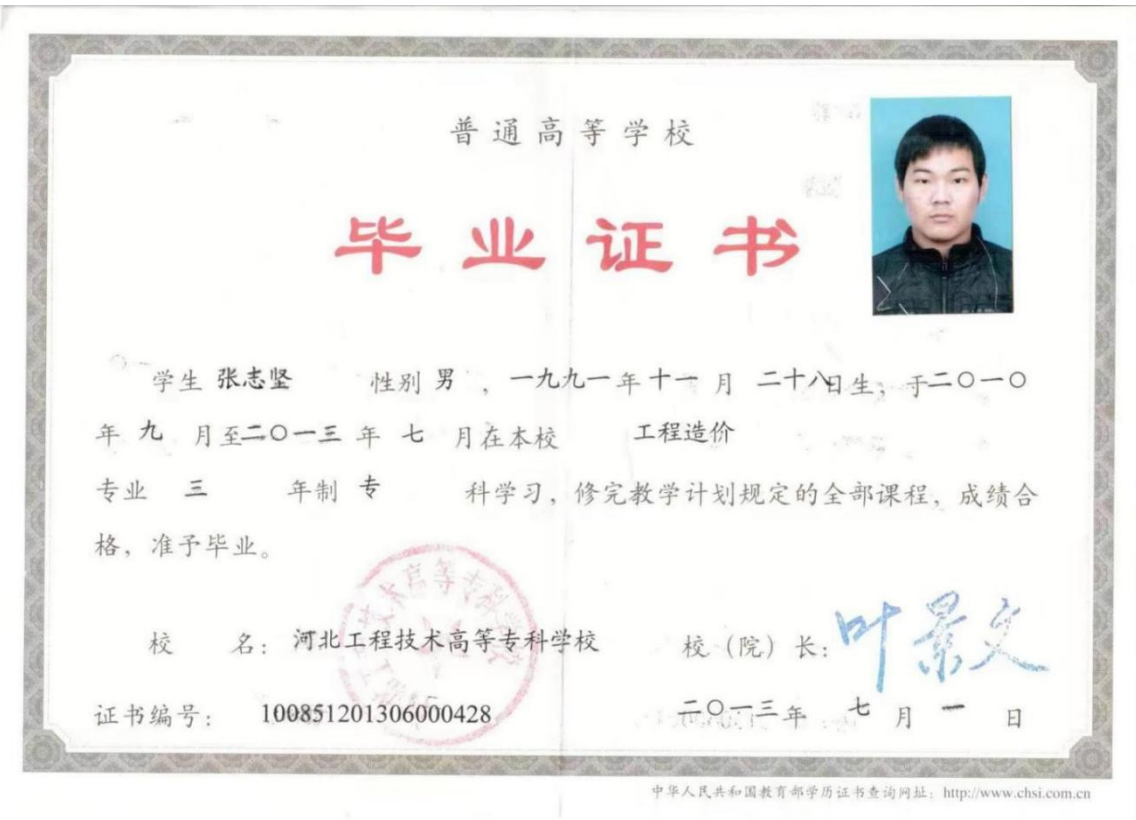 普通高等学校
毕业证书
学生 张志坚 性别 男 ，一九九一年十一月二十八日生，于二〇一〇
年 九 月至二〇一三年 七 月在本校 工程造价
专业 三 年制 专 科学习，修完教学计划规定的全部课程，成绩合
格，准予毕业。
校 名：河北工程技术高等专科学校 校（院）长：叶景文
证书编号：100851201306000428 二〇一三年 七 月 一 日
中华人民共和国教育部学历证书查询网址：http://www.chsi.com.cn